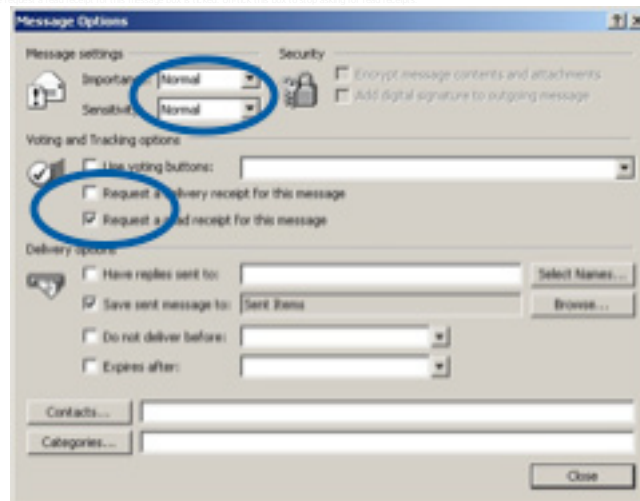 Message Options
Message settings
Security
Importance: Normal
Encrypt message contents and attachments
Sensitivity: Normal
Add digital signature to outgoing message
Voting and Tracking options
Use voting buttons:
Request a delivery receipt for this message
Request a read receipt for this message
Delivery options
Have replies sent to:
Select Names...
Save sent message to: Sent Items
Browse...
Do not deliver before:
Expires after:
Contacts...
Categories...
Close